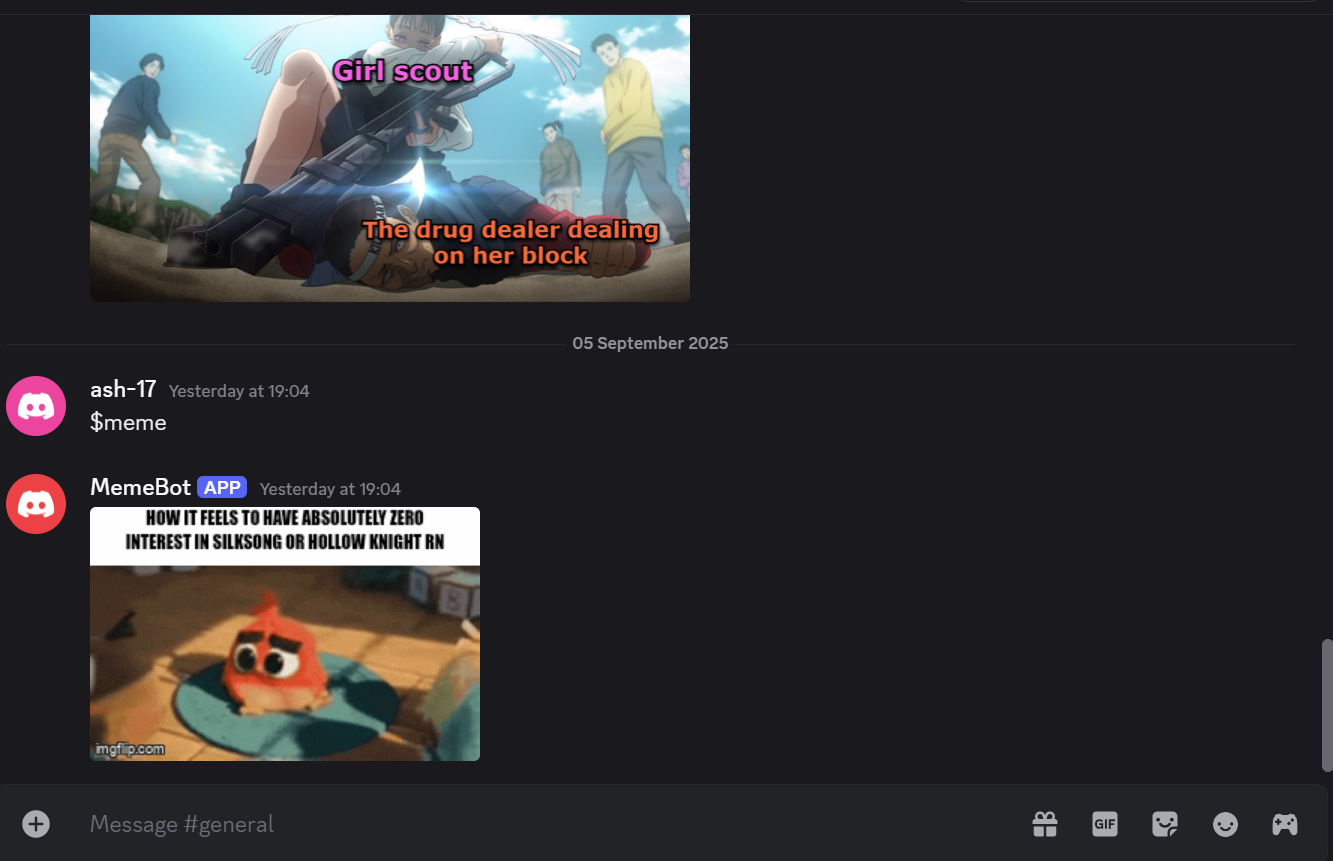 Girl scout
The drug dealer dealing
on her block
05 September 2025
ash-17 Yesterday at 19:04
$meme
MemeBot APP Yesterday at 19:04
HOW IT FEELS TO HAVE ABSOLUTELY ZERO
INTEREST IN SILKSONG OR HOLLOW KNIGHT RN
imgflip.com
Message #general
GIF